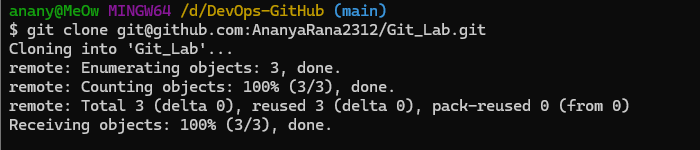 anany@MeOw MINGW64 /d/DevOps-GitHub (main)
$ git clone git@github.com:AnanyaRana2312/Git_Lab.git
Cloning into 'Git_Lab'...
remote: Enumerating objects: 3, done.
remote: Counting objects: 100% (3/3), done.
remote: Total 3 (delta 0), reused 3 (delta 0), pack-reused 0 (from 0)
Receiving objects: 100% (3/3), done.